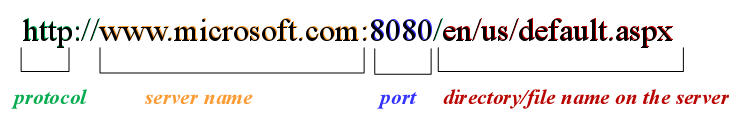 http://www.microsoft.com:8080/en/us/default.aspx
protocol server name port directory/file name on the server